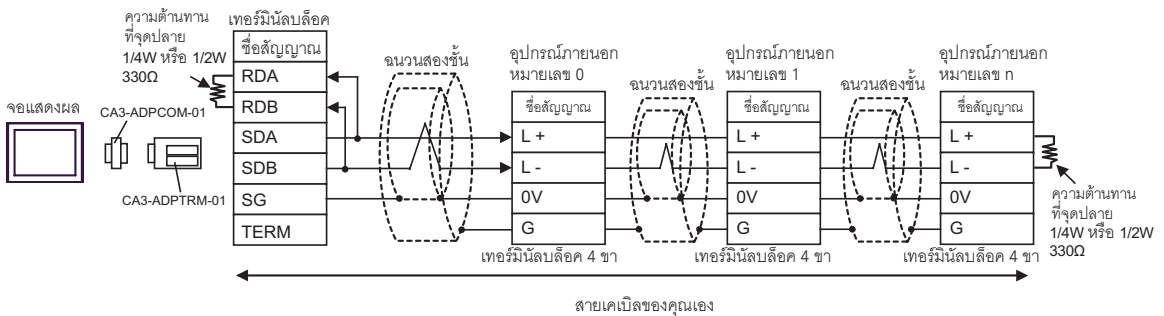 ความต้านทาน
ที่จุดปลาย
1/4W หรือ 1/2W
330Ω
เทอร์มินัลบล็อค
ชื่อสัญญาณ
RDA
RDB
SDA
SDB
SG
TERM
จอแสดงผล
CA3-ADPCOM-01
CA3-ADPTRM-01
ฉนวนสองชั้น
อุปกรณ์ภายนอก
หมายเลข 0
ชื่อสัญญาณ
L +
L -
0V
G
เทอร์มินัลบล็อค 4 ขา
ฉนวนสองชั้น
อุปกรณ์ภายนอก
หมายเลข 1
ชื่อสัญญาณ
L +
L -
0V
G
เทอร์มินัลบล็อค 4 ขา
ฉนวนสองชั้น
อุปกรณ์ภายนอก
หมายเลข n
ชื่อสัญญาณ
L +
L -
0V
G
เทอร์มินัลบล็อค 4 ขา
ความต้านทาน
ที่จุดปลาย
1/4W หรือ 1/2W
330Ω
สายเคเบิลของคุณเอง